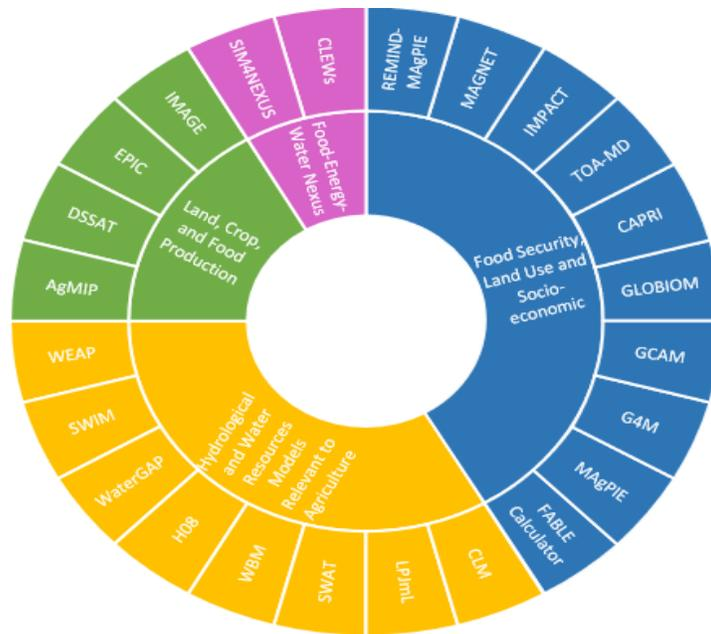 REMIND-
MAgPIE
MAGNET
IMPACT
TOA-MD
CAPRI
GLOBIOM
GCAM
G4M
MAgPIE
FABLE
Calculator
CLM
LPJmL
SWAT
WBM
H08
WaterGAP
SWIM
WEAP
AgMIP
DSSAT
EPIC
IMAGE
SIM4NEXUS
CLEWs
Food Security,
Land Use and
Socio-
economic
Hydrological
and Water
Resources
Models
Relevant to
Agriculture
Land, Crop,
and Food
Production
Food-Energy-
Water Nexus